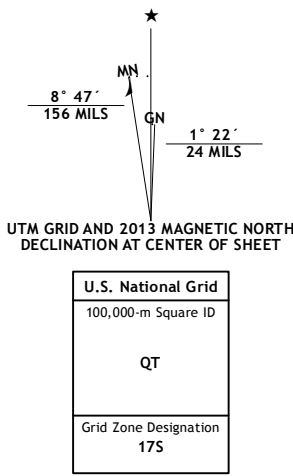 ★
MN
8° 47´
156 MILS
GN
1° 22´
24 MILS
UTM GRID AND 2013 MAGNETIC NORTH
DECLINATION AT CENTER OF SHEET
U.S. National Grid
100,000-m Square ID
QT
Grid Zone Designation
17S